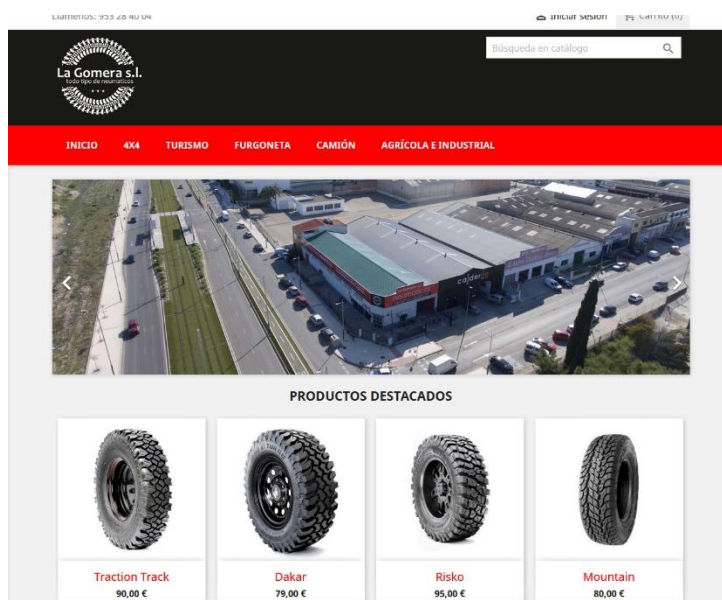 Llámenos: 953 28 40 04
Iniciar sesión
Carrito (0)
La Gomera s.l.
todo tipo de neumáticos
Búsqueda en catálogo
INICIO 4X4 TURISMO FURGONETA CAMIÓN AGRÍCOLA E INDUSTRIAL
calder
PRODUCTOS DESTACADOS
Traction Track Dakar Risko Mountain
90,00 € 79,00 € 95,00 € 80,00 €